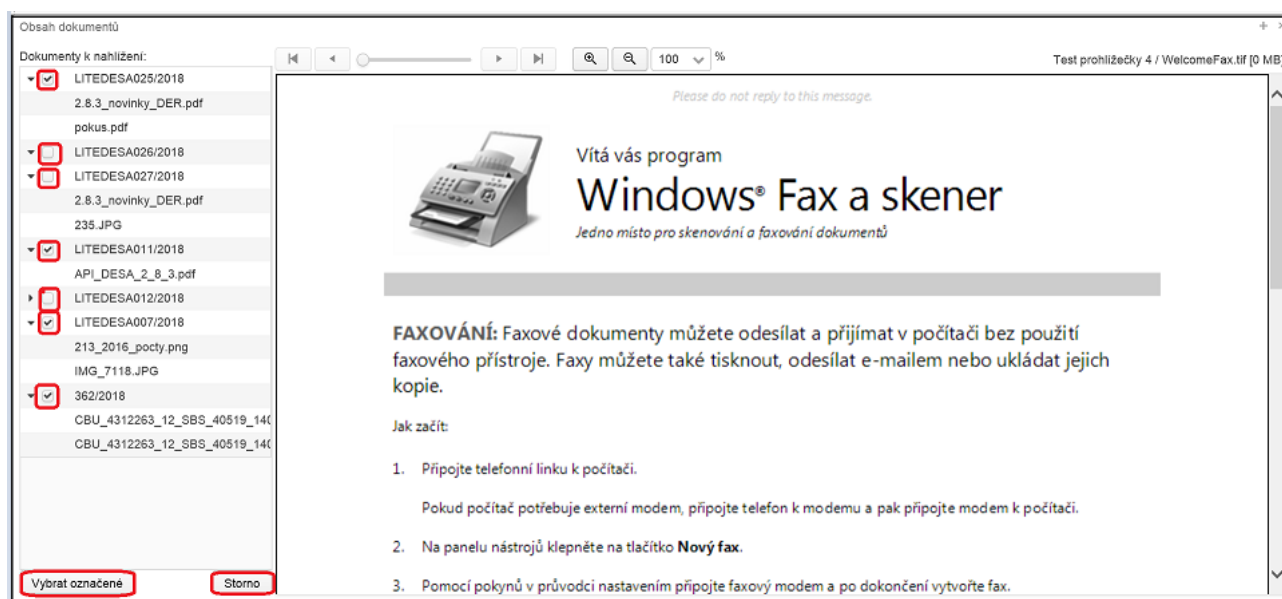 Obsah dokumentů
Dokumenty k nahlížení:
100 %
Test prohlížečky 4 / WelcomeFax.tif [0 MB]
LITEDESA025/2018
2.8.3_novinky_DER.pdf
pokus.pdf
LITEDESA026/2018
LITEDESA027/2018
2.8.3_novinky_DER.pdf
235.JPG
LITEDESA011/2018
API_DESA_2_8_3.pdf
LITEDESA012/2018
LITEDESA007/2018
213_2016_pocty.png
IMG_7118.JPG
362/2018
CBU_4312263_12_SBS_40519_140
CBU_4312263_12_SBS_40519_140
Vybrat označené
Storno
Please do not reply to this message.
Vítá vás program
Windows® Fax a skener
Jedno místo pro skenování a faxování dokumentů
FAXOVÁNÍ: Faxové dokumenty můžete odesílat a přijímat v počítači bez použití
faxového přístroje. Faxy můžete také tisknout, odesílat e-mailem nebo ukládat jejich
kopie.
Jak začít:
1. Připojte telefonní linku k počítači.
Pokud počítač potřebuje externí modem, připojte telefon k modemu a pak připojte modem k počítači.
2. Na panelu nástrojů klepněte na tlačítko Nový fax.
3. Pomocí pokynů v průvodci nastavením připojte faxový modem a po dokončení vytvořte fax.